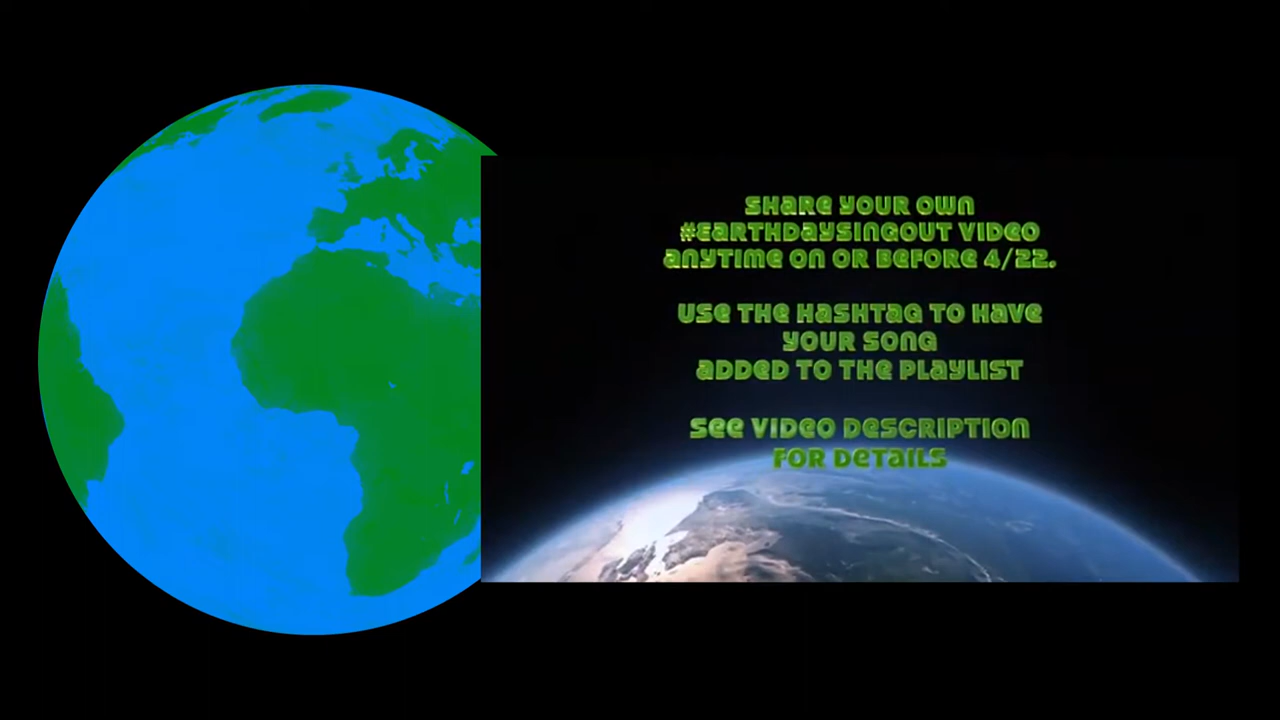 SHARE YOUR OWN
#EARTHDAYSINGOUT VIDEO
ANYTIME ON OR BEFORE 4/22.
USE THE HASHTAG TO HAVE
YOUR SONG
ADDED TO THE PLAYLIST
SEE VIDEO DESCRIPTION
FOR DETAILS